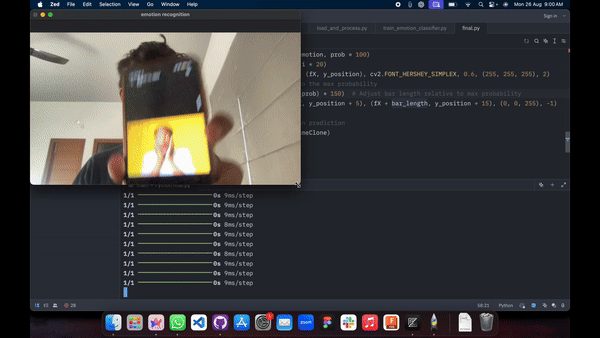 Zed File Edit Selection View Go Window Help
Mon 26 Aug 9:00 AM
emotion recognition
Sign in
load_and_process.py train_emotion_classifier.py final.py
emotion, prob * 100)
i * 20)
(fX, y_position), cv2.FONT_HERSHEY_SIMPLEX, 0.6, (255, 255, 255), 2)
the max probability
prob) * 150) # Adjust bar length relative to max probability
, y_position + 5), (fX + bar_length, y_position + 15), (0, 0, 255), -1)
prediction
meClone)
1/1 0s 9ms/step
1/1 0s 9ms/step
1/1 0s 9ms/step
1/1 0s 8ms/step
1/1 0s 9ms/step
1/1 0s 9ms/step
1/1 0s 8ms/step
1/1 0s 9ms/step
1/1 0s 9ms/step
1/1 0s 9ms/step
28
58:21 Python
zoom